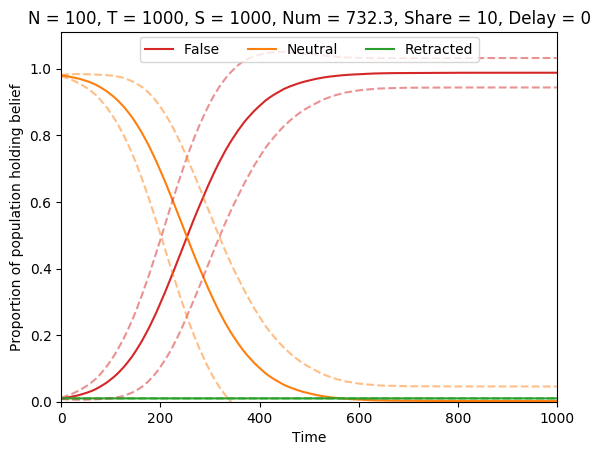 N = 100, T = 1000, S = 1000, Num = 732.3, Share = 10, Delay = 0
False Neutral Retracted
Proportion of population holding belief
1.0
0.8
0.6
0.4
0.2
0.0
0 200 400 600 800 1000
Time